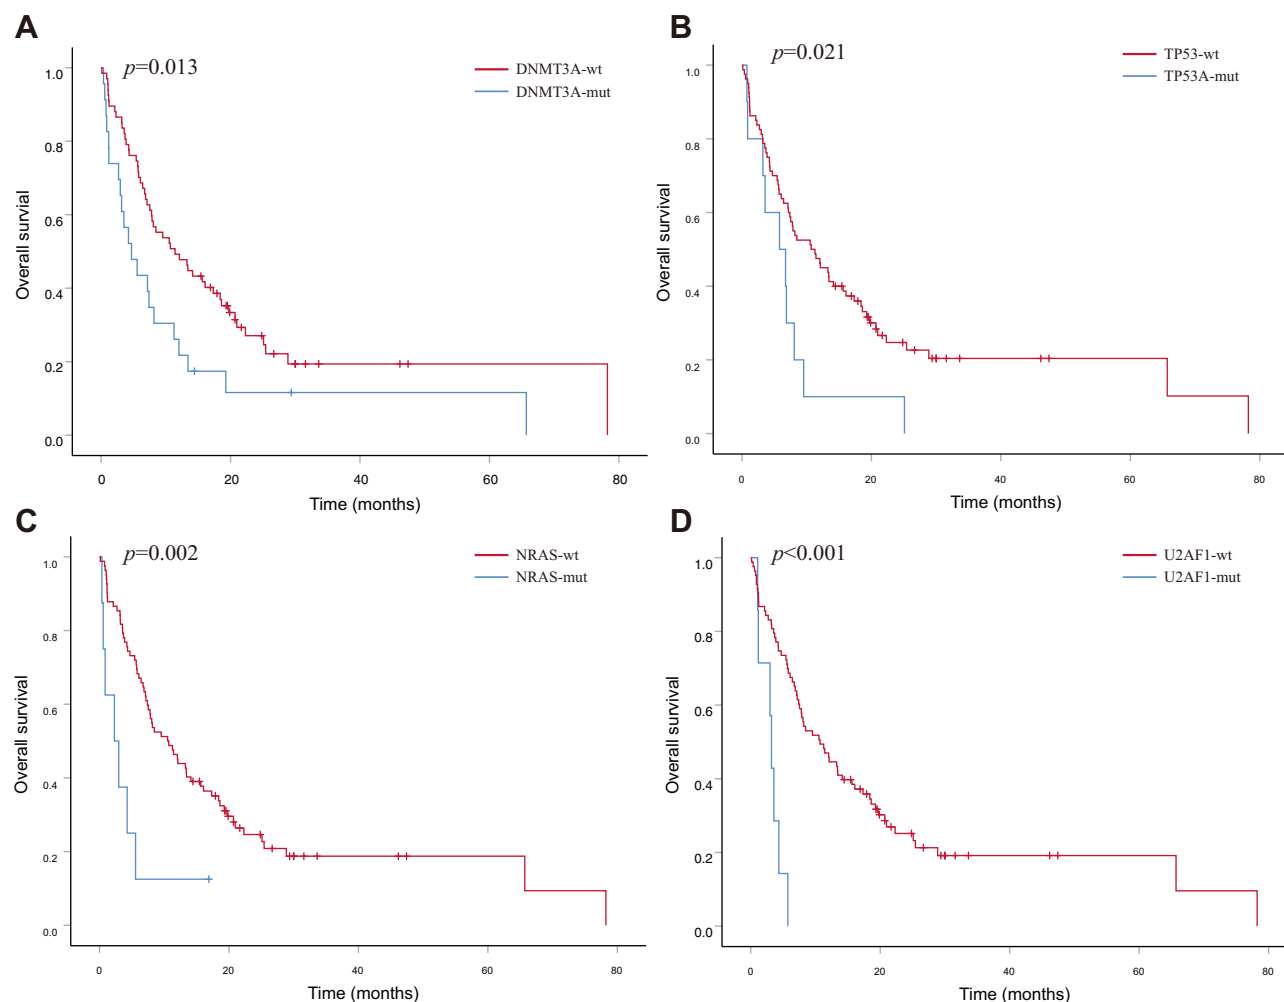 A
p=0.013
DNMT3A-wt
DNMT3A-mut
Overall survial
1.0
0.8
0.6
0.4
0.2
0.0
0 20 40 60 80
Time (months)
B
p=0.021
TP53-wt
TP53A-mut
Overall survival
1.0
0.8
0.6
0.4
0.2
0.0
0 20 40 60 80
Time (months)
C
p=0.002
NRAS-wt
NRAS-mut
Overall survival
1.0
0.8
0.6
0.4
0.2
0.0
0 20 40 60 80
Time (months)
D
p<0.001
U2AF1-wt
U2AF1-mut
Overall survival
1.0
0.8
0.6
0.4
0.2
0.0
0 20 40 60 80
Time (months)